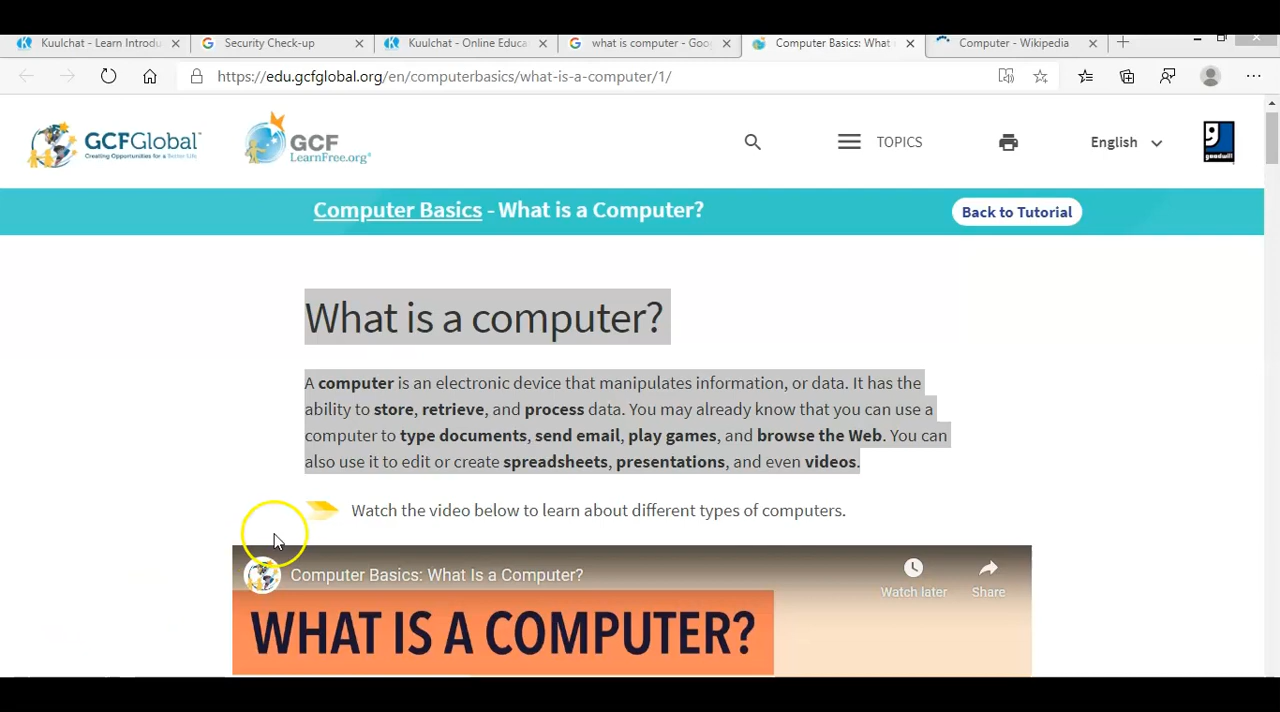 Kuulchat - Learn Introdu
Security Check-up
Kuulchat - Online Educa
what is computer - Goo
Computer Basics: What
Computer - Wikipedia
https://edu.gcfglobal.org/en/computerbasics/what-is-a-computer/1/
GCFGlobal
Creating Opportunities for a Better Life
GCF
LearnFree.org
TOPICS
English
goodwill
Computer Basics - What is a Computer?
Back to Tutorial
What is a computer?
A computer is an electronic device that manipulates information, or data. It has the
ability to store, retrieve, and process data. You may already know that you can use a
computer to type documents, send email, play games, and browse the Web. You can
also use it to edit or create spreadsheets, presentations, and even videos.
Watch the video below to learn about different types of computers.
Computer Basics: What Is a Computer?
Watch later
Share
WHAT IS A COMPUTER?